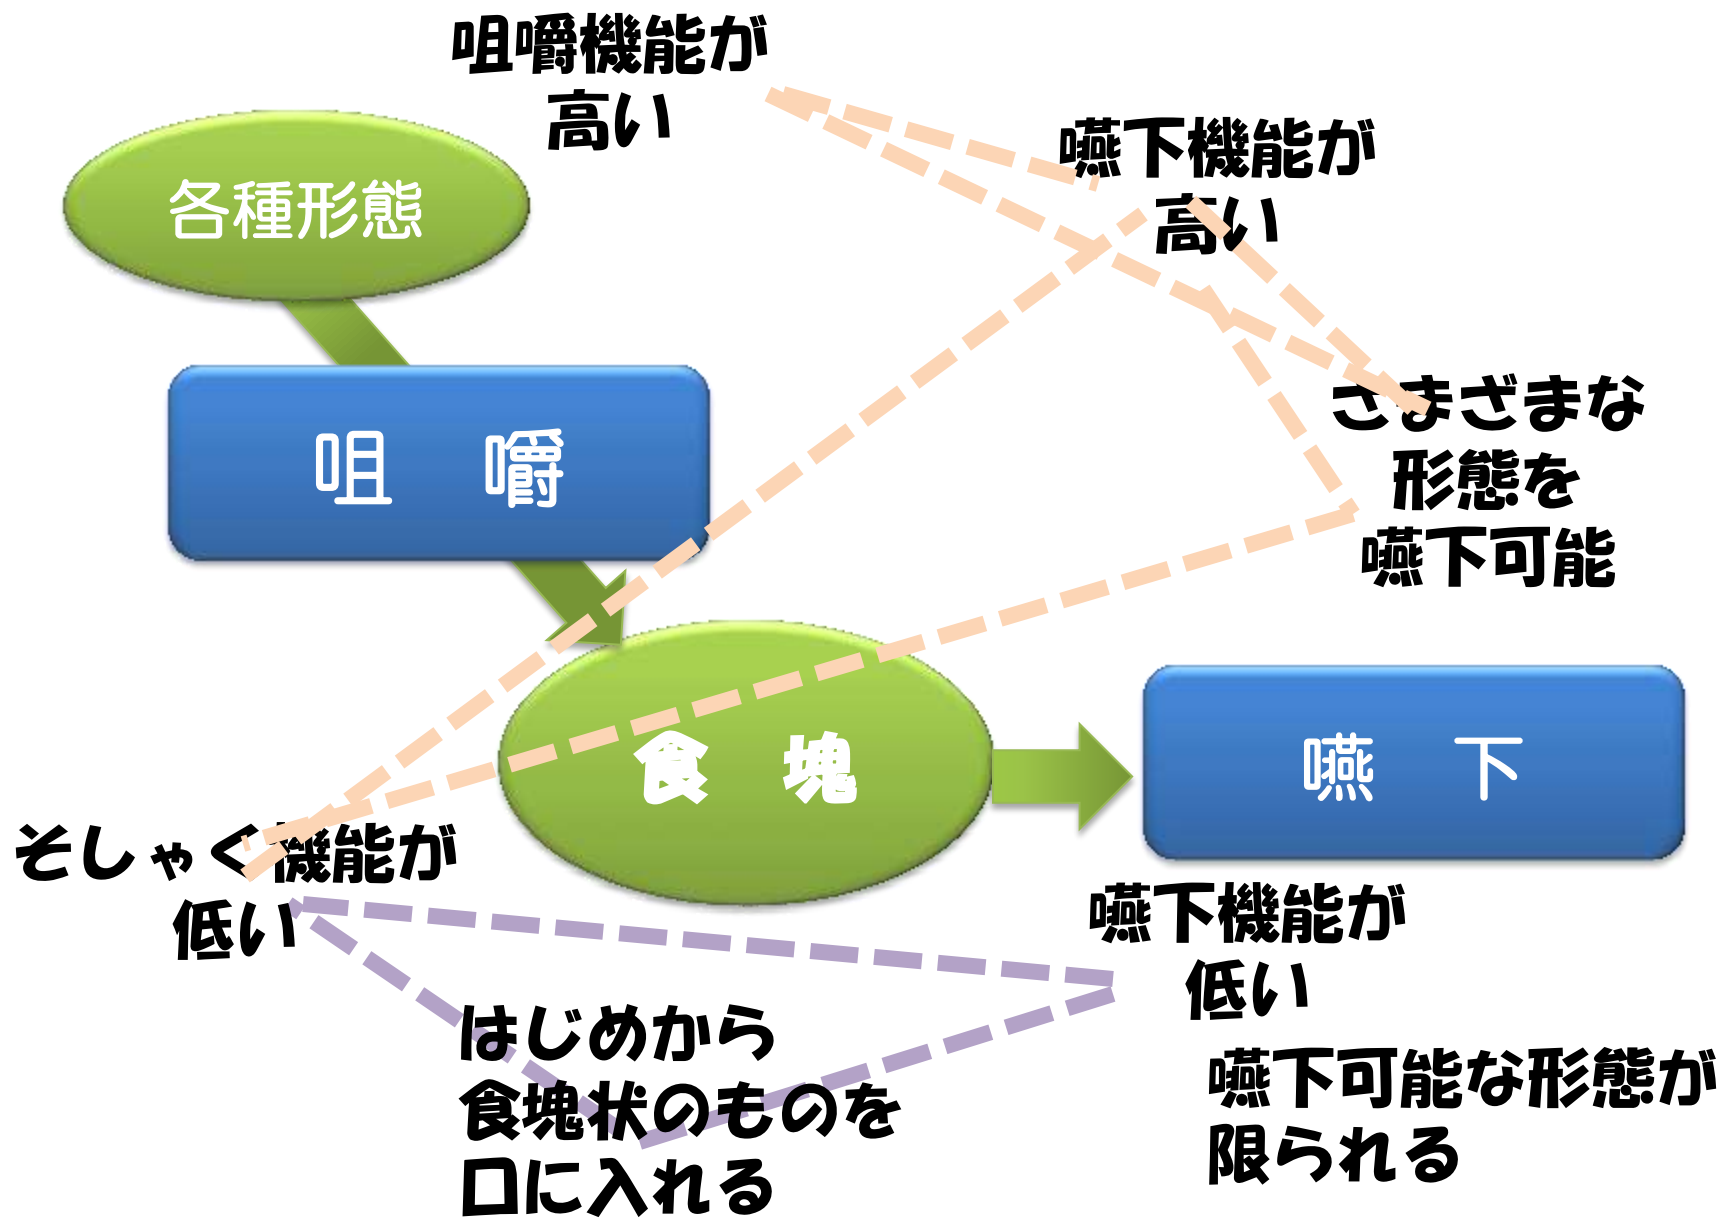 咀嚼機能が
高い
嚥下機能が
高い
各種形態
さまざまな
形態を
嚥下可能
咀　嚼
食　塊
嚥　下
そしゃく機能が
低い
嚥下機能が
低い
はじめから
食塊状のものを
口に入れる
嚥下可能な形態が
限られる